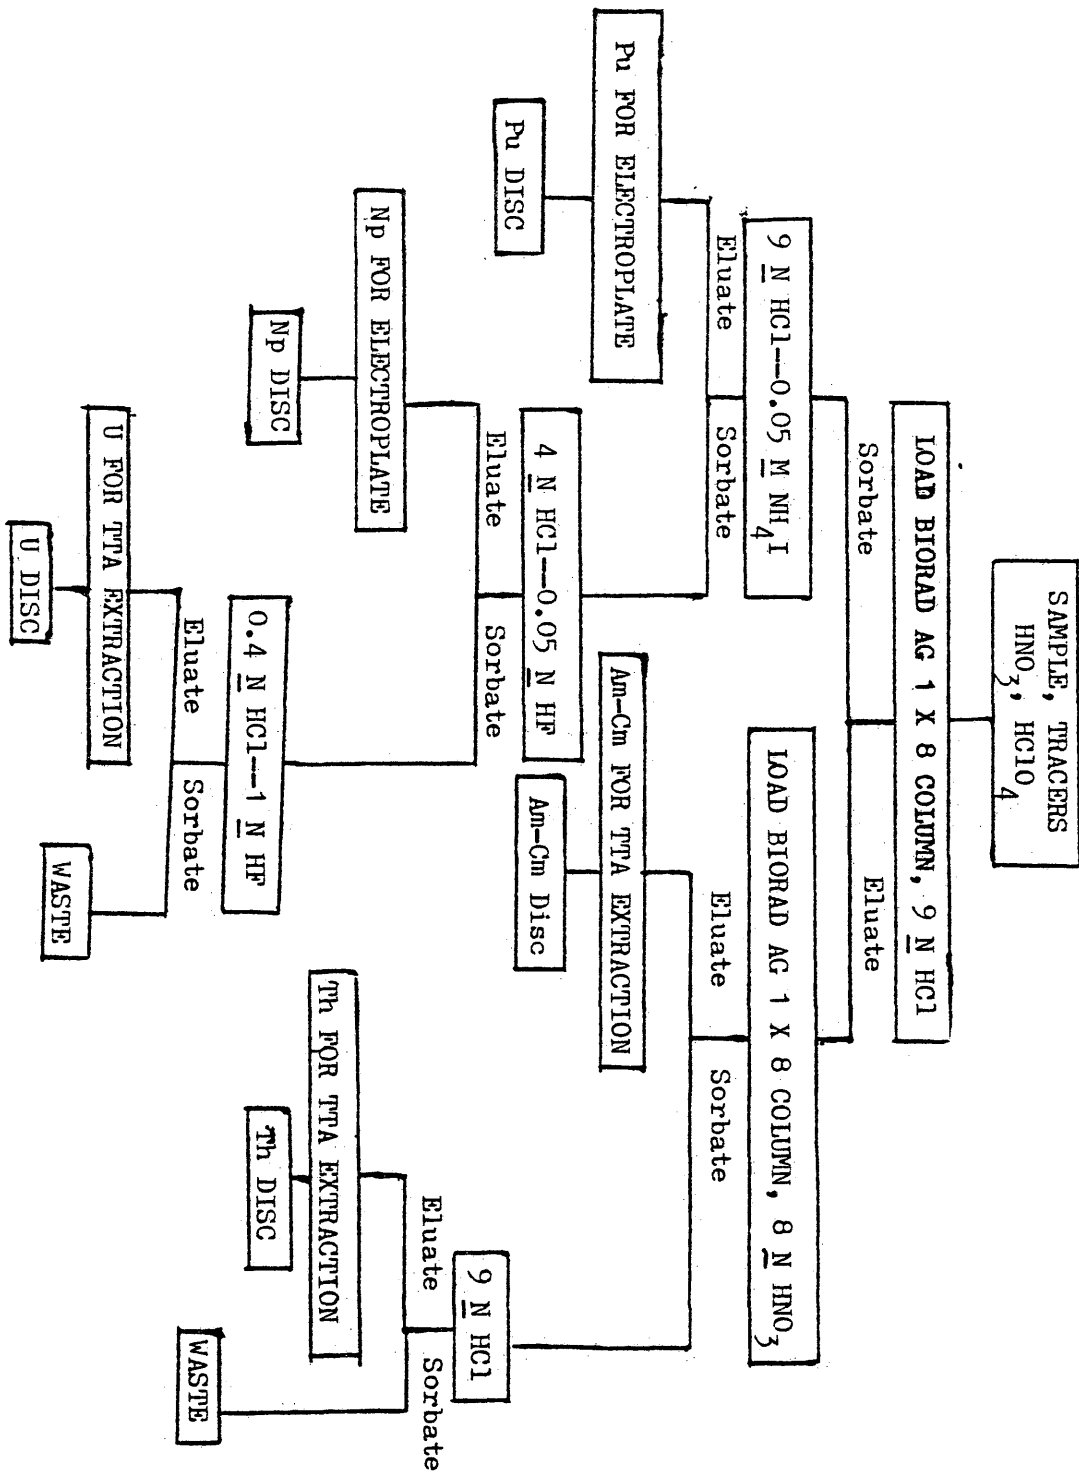 SAMPLE, TRACERS
HNO3, HClO4
LOAD BIORAD AG 1 X 8 COLUMN, 9 N HCl
Sorbate
Eluate
9 N HCl--0.05 M NH4I
LOAD BIORAD AG 1 X 8 COLUMN, 8 N HNO3
Eluate
Sorbate
Eluate
Sorbate
Pu FOR ELECTROPLATE
Pu DISC
4 N HCl--0.05 N HF
Am-Cm FOR TTA EXTRACTION
Am-Cm Disc
9 N HCl
Eluate
Sorbate
Eluate
Sorbate
Np FOR ELECTROPLATE
Np DISC
0.4 N HCl--1 N HF
Th FOR TTA EXTRACTION
Th DISC
WASTE
Eluate
Sorbate
U FOR TTA EXTRACTION
U DISC
WASTE